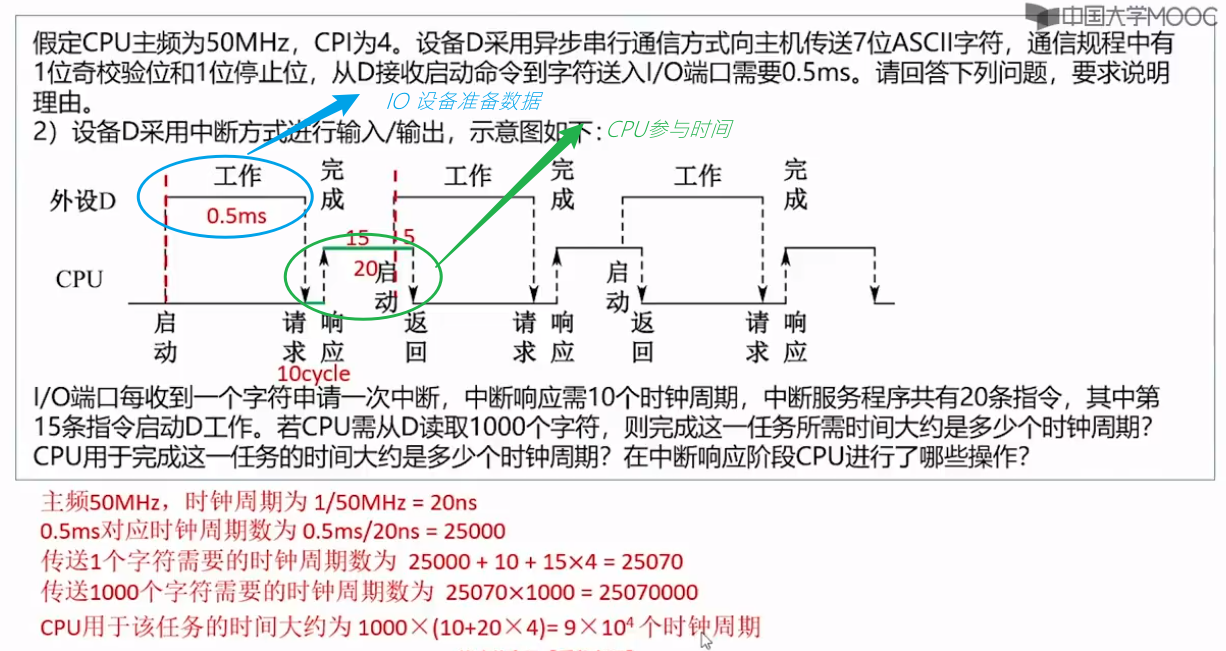 中国大学MOOC
假定CPU主频为50MHz，CPI为4。设备D采用异步串行通信方式向主机传送7位ASCII字符，通信规程中有
1位奇校验位和1位停止位，从D接收启动命令到字符送入I/O端口需要0.5ms。请回答下列问题，要求说明
理由。
IO 设备准备数据
2）设备D采用中断方式进行输入/输出，示意图如下：
CPU参与时间
工作 完成 工作 完成 工作 完成
外设D
0.5ms
15 5
20
CPU
启动 启动
启动 请求 响应 返回 请求 响应 返回 请求 响应
10cycle
I/O端口每收到一个字符申请一次中断，中断响应需10个时钟周期，中断服务程序共有20条指令，其中第
15条指令启动D工作。若CPU需从D读取1000个字符，则完成这一任务所需时间大约是多少个时钟周期？
CPU用于完成这一任务的时间大约是多少个时钟周期？在中断响应阶段CPU进行了哪些操作？
主频50MHz，时钟周期为 1/50MHz = 20ns
0.5ms对应时钟周期数为 0.5ms/20ns = 25000
传送1个字符需要的时钟周期数为 25000 + 10 + 15×4 = 25070
传送1000个字符需要的时钟周期数为 25070×1000 = 25070000
CPU用于该任务的时间大约为 1000×(10+20×4)= 9×10⁴ 个时钟周期